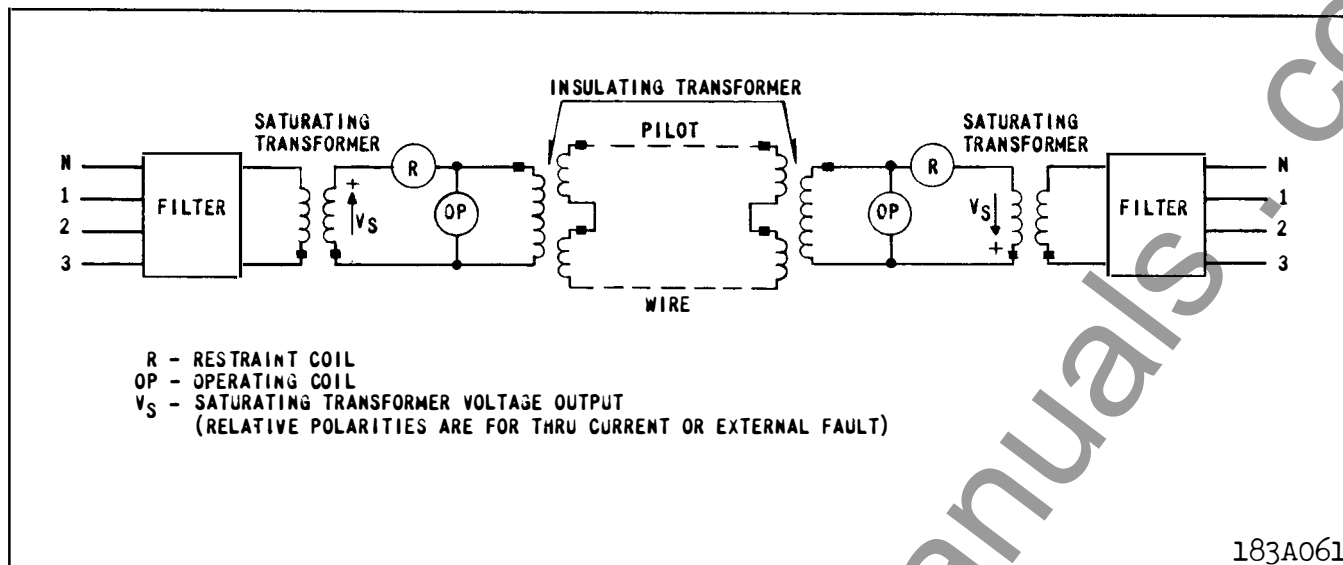 INSULATING TRANSFORMER
SATURATING
TRANSFORMER
PILOT
SATURATING
TRANSFORMER
N
1
2
3
FILTER
R
+
VS
OP
WIRE
OP
R
VS
+
FILTER
N
1
2
3
R - RESTRAINT COIL
OP - OPERATING COIL
VS - SATURATING TRANSFORMER VOLTAGE OUTPUT
(RELATIVE POLARITIES ARE FOR THRU CURRENT OR EXTERNAL FAULT)
183A061
anuals.co